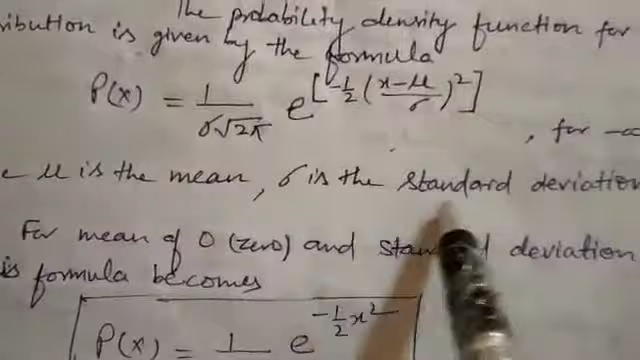 The probability density function for
ribution is given by the formula
P(x) = 1/(σ√2π) e^[-1/2 ((x-μ)/σ)^2]
, for -∞
e μ is the mean, σ is the standard deviation
For mean of 0 (zero) and standard deviation
is formula becomes
P(x) = 1 e^(-1/2 x^2)